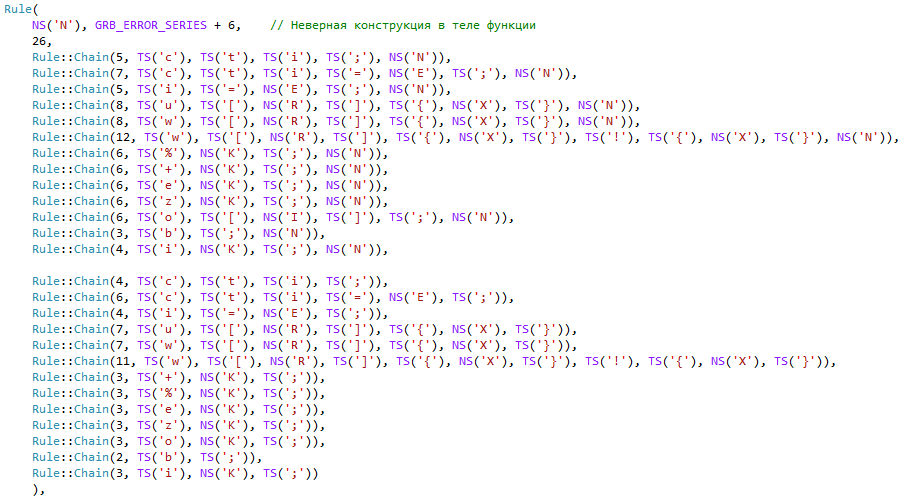 Rule(
NS('N'), GRB_ERROR_SERIES + 6,    // Неверная конструкция в теле функции
26,
Rule::Chain(5, TS('c'), TS('t'), TS('i'), TS(';'), NS('N')),
Rule::Chain(7, TS('c'), TS('t'), TS('i'), TS('='), NS('E'), TS(';'), NS('N')),
Rule::Chain(5, TS('i'), TS('='), NS('E'), TS(';'), NS('N')),
Rule::Chain(8, TS('u'), TS('['), NS('R'), TS(']'), TS('{'), NS('X'), TS('}'), NS('N')),
Rule::Chain(8, TS('w'), TS('['), NS('R'), TS(']'), TS('{'), NS('X'), TS('}'), NS('N')),
Rule::Chain(12, TS('w'), TS('['), NS('R'), TS(']'), TS('{'), NS('X'), TS('}'), TS('!'), TS('{'), NS('X'), TS('}'), NS('N')),
Rule::Chain(6, TS('%'), NS('K'), TS(';'), NS('N')),
Rule::Chain(6, TS('+'), NS('K'), TS(';'), NS('N')),
Rule::Chain(6, TS('e'), NS('K'), TS(';'), NS('N')),
Rule::Chain(6, TS('z'), NS('K'), TS(';'), NS('N')),
Rule::Chain(6, TS('o'), TS('['), NS('I'), TS(']'), TS(';'), NS('N')),
Rule::Chain(3, TS('b'), TS(';'), NS('N')),
Rule::Chain(4, TS('i'), NS('K'), TS(';'), NS('N')),
Rule::Chain(4, TS('c'), TS('t'), TS('i'), TS(';')),
Rule::Chain(6, TS('c'), TS('t'), TS('i'), TS('='), NS('E'), TS(';')),
Rule::Chain(4, TS('i'), TS('='), NS('E'), TS(';')),
Rule::Chain(7, TS('u'), TS('['), NS('R'), TS(']'), TS('{'), NS('X'), TS('}')),
Rule::Chain(7, TS('w'), TS('['), NS('R'), TS(']'), TS('{'), NS('X'), TS('}')),
Rule::Chain(11, TS('w'), TS('['), NS('R'), TS(']'), TS('{'), NS('X'), TS('}'), TS('!'), TS('{'), NS('X'), TS('}')),
Rule::Chain(3, TS('+'), NS('K'), TS(';')),
Rule::Chain(3, TS('%'), NS('K'), TS(';')),
Rule::Chain(3, TS('e'), NS('K'), TS(';')),
Rule::Chain(3, TS('z'), NS('K'), TS(';')),
Rule::Chain(3, TS('o'), NS('K'), TS(';')),
Rule::Chain(2, TS('b'), TS(';')),
Rule::Chain(3, TS('i'), NS('K'), TS(';'))
),